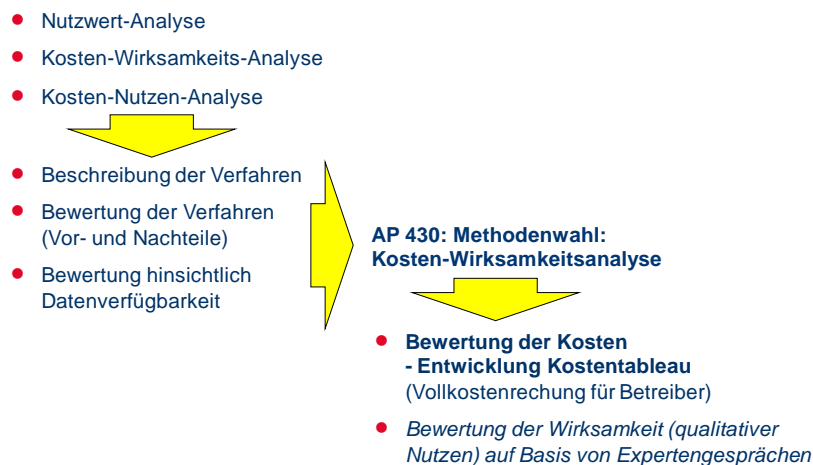 Nutzwert-Analyse
Kosten-Wirksamkeits-Analyse
Kosten-Nutzen-Analyse
Beschreibung der Verfahren
Bewertung der Verfahren
(Vor- und Nachteile)
Bewertung hinsichtlich
Datenverfügbarkeit
AP 430: Methodenwahl:
Kosten-Wirksamkeitsanalyse
Bewertung der Kosten
- Entwicklung Kostentableau
(Vollkostenrechung für Betreiber)
Bewertung der Wirksamkeit (qualitativer
Nutzen) auf Basis von Expertengesprächen